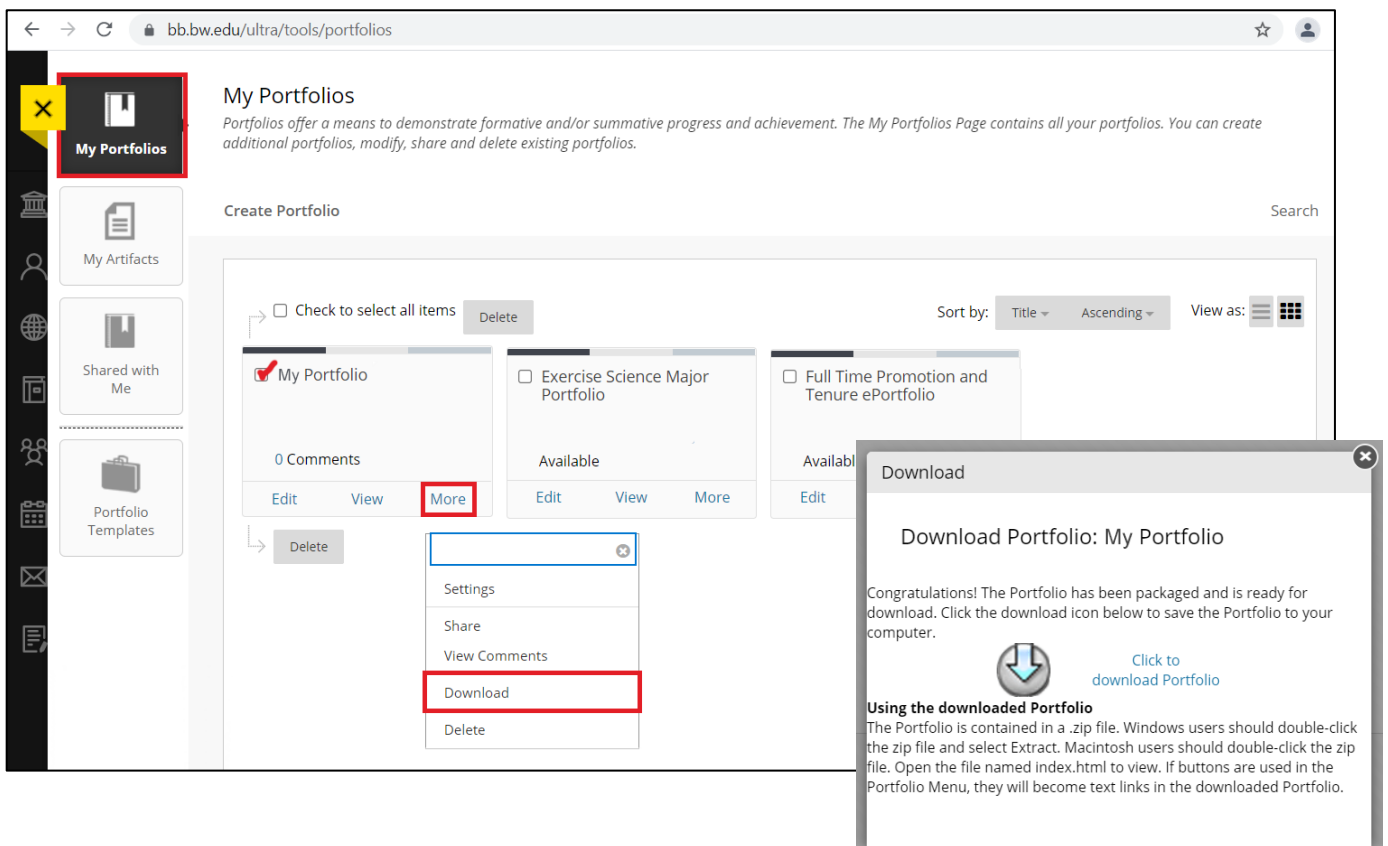 bb.bw.edu/ultra/tools/portfolios
My Portfolios
My Artifacts
Shared with
Me
Portfolio
Templates
My Portfolios
Portfolios offer a means to demonstrate formative and/or summative progress and achievement. The My Portfolios Page contains all your portfolios. You can create
additional portfolios, modify, share and delete existing portfolios.
Create Portfolio
Search
Check to select all items
Delete
Sort by:
Title
Ascending
View as:
My Portfolio
0 Comments
Edit View More
Exercise Science Major
Portfolio
Available
Edit View More
Full Time Promotion and
Tenure ePortfolio
Availabl
Edit
Delete
Settings
Share
View Comments
Download
Delete
Download
Download Portfolio: My Portfolio
Congratulations! The Portfolio has been packaged and is ready for
download. Click the download icon below to save the Portfolio to your
computer.
Click to
download Portfolio
Using the downloaded Portfolio
The Portfolio is contained in a .zip file. Windows users should double-click
the zip file and select Extract. Macintosh users should double-click the zip
file. Open the file named index.html to view. If buttons are used in the
Portfolio Menu, they will become text links in the downloaded Portfolio.